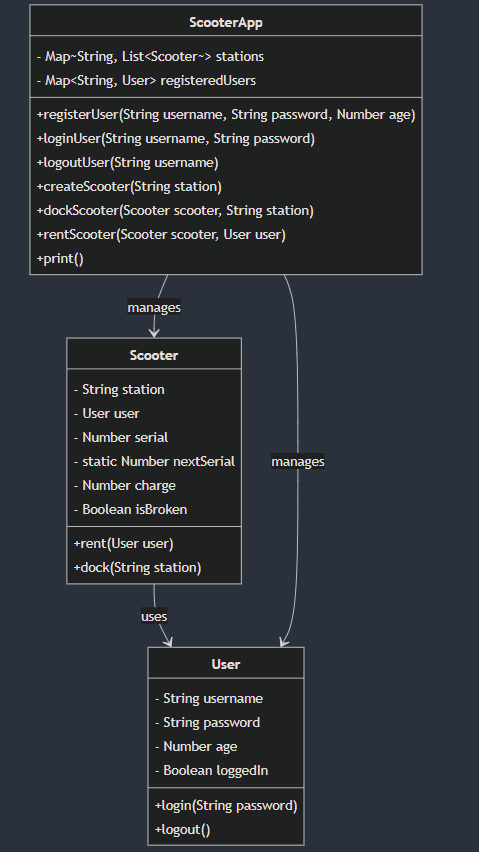 ScooterApp
- Map~String, List<Scooter~> stations
- Map<String, User> registeredUsers
+registerUser(String username, String password, Number age)
+loginUser(String username, String password)
+logoutUser(String username)
+createScooter(String station)
+dockScooter(Scooter scooter, String station)
+rentScooter(Scooter scooter, User user)
+print()
manages
Scooter
- String station
- User user
- Number serial
- static Number nextSerial
- Number charge
- Boolean isBroken
+rent(User user)
+dock(String station)
manages
uses
User
- String username
- String password
- Number age
- Boolean loggedIn
+login(String password)
+logout()